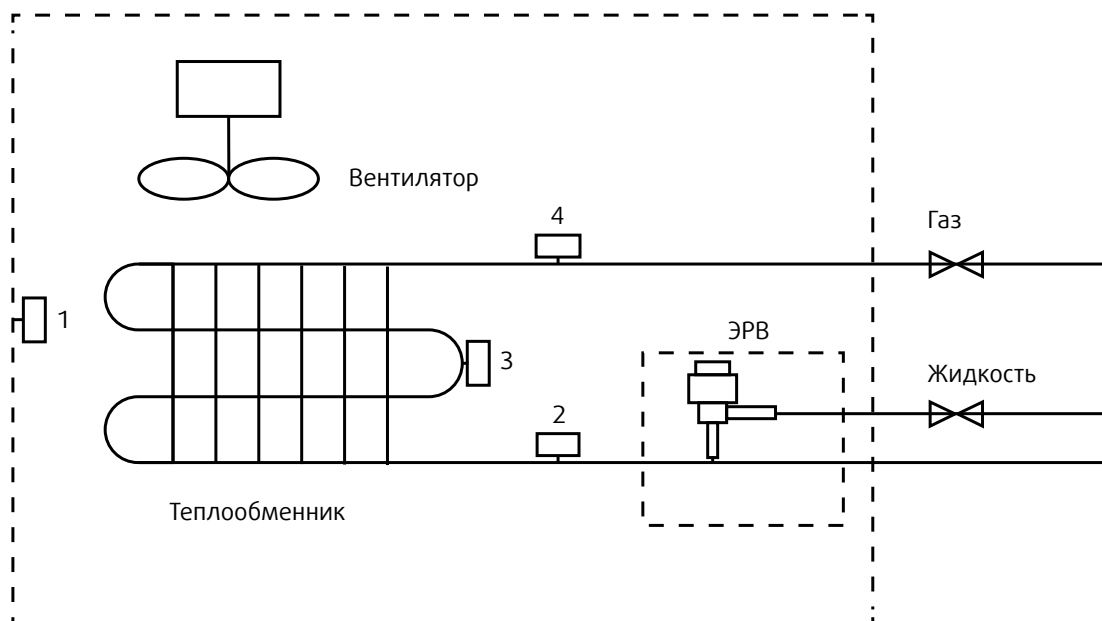 Вентилятор
4
Газ
1
ЭРВ
3
Жидкость
2
Теплообменник